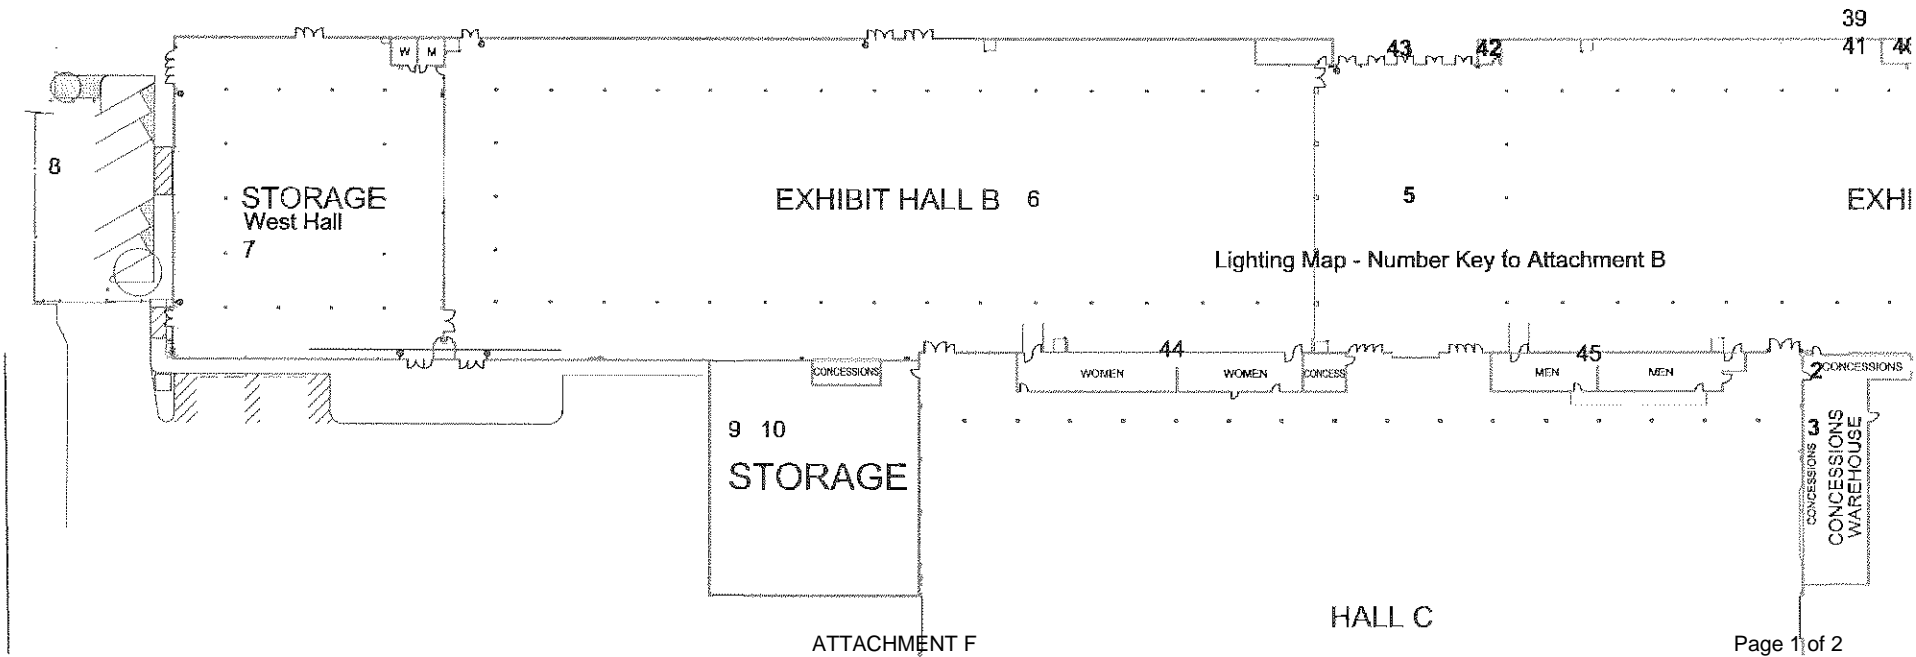 39
43 42 41
W M
8
STORAGE
West Hall
7
EXHIBIT HALL B 6
5
Lighting Map - Number Key to Attachment B
44
45
CONCESSIONS
WOMEN WOMEN CONCESS
MEN MEN
2 CONCESSIONS
9 10
STORAGE
3
CONCESSIONS
CONCESSIONS
WAREHOUSE
HALL C
ATTACHMENT F
Page 1 of 2